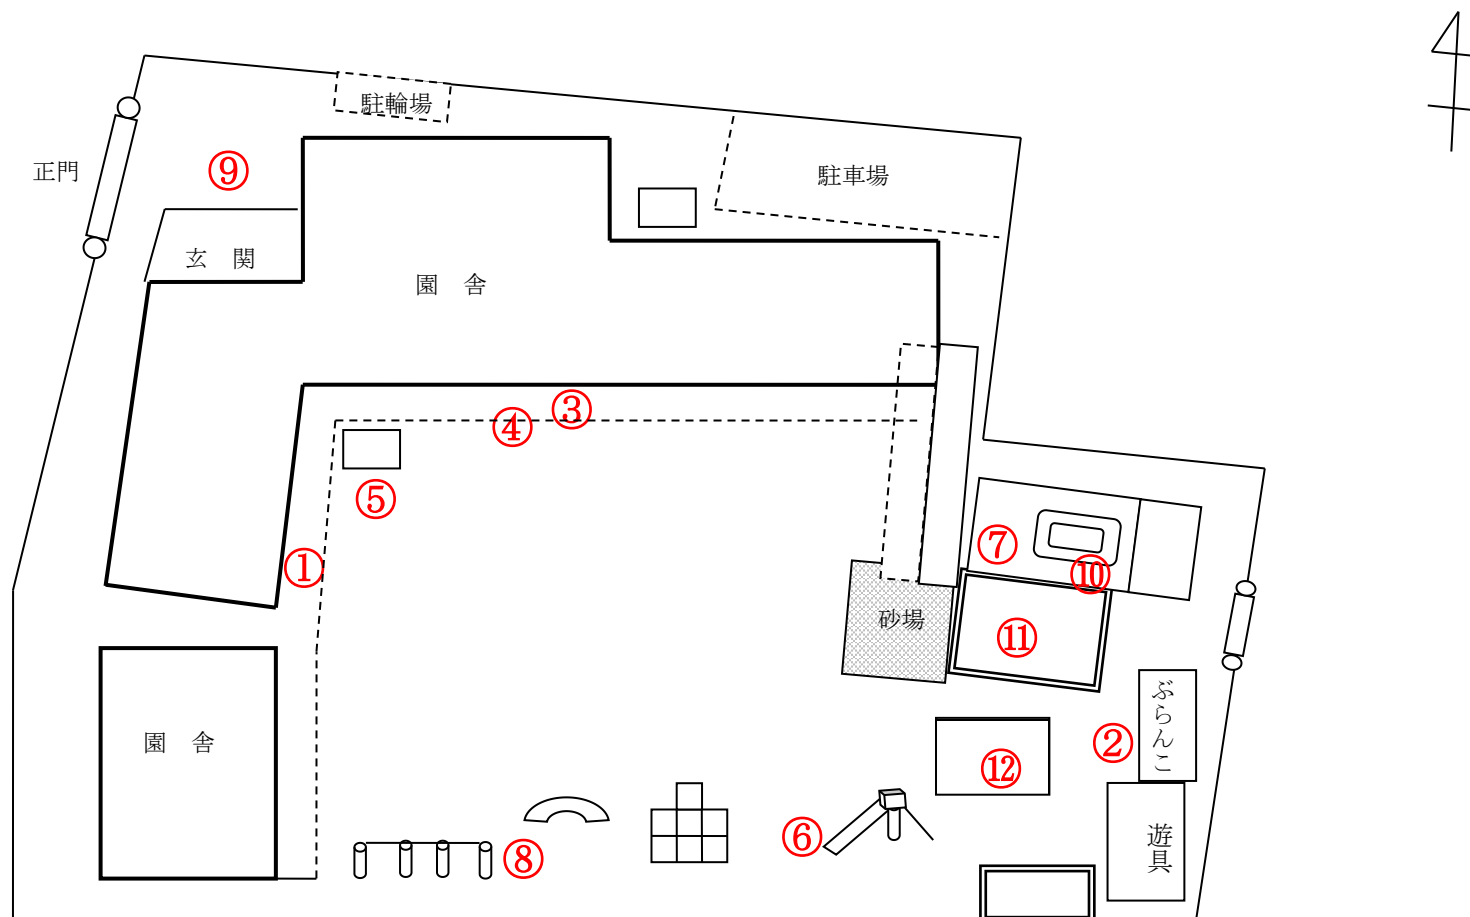 駐輪場
正門
⑨
駐車場
玄　関
園　舎
③
④
⑤
⑦
①
⑩
砂場
⑪
ぶらんこ
②
園　舎
⑫
⑥
遊具
⑧